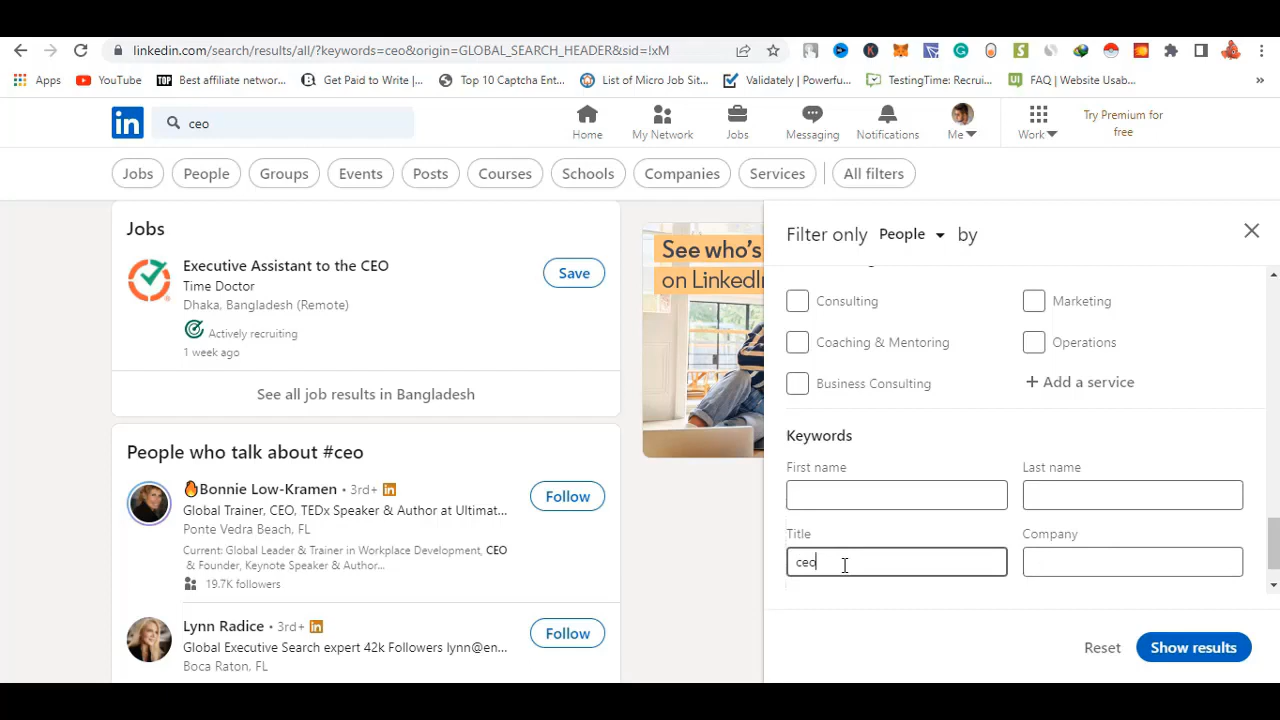 linkedin.com/search/results/all/?keywords=ceo&origin=GLOBAL_SEARCH_HEADER&sid=!xM
Apps
YouTube
TOP
Best affiliate networ...
Get Paid to Write |...
Top 10 Captcha Ent...
List of Micro Job Sit...
Validately | Powerfu...
TestingTime: Recrui...
UI
FAQ | Website Usab...
»
in
ceo
Home
My Network
Jobs
Messaging
Notifications
Me
Work
Try Premium for
free
Jobs
People
Groups
Events
Posts
Courses
Schools
Companies
Services
All filters
Jobs
Executive Assistant to the CEO
Time Doctor
Dhaka, Bangladesh (Remote)
Actively recruiting
1 week ago
Save
See all job results in Bangladesh
People who talk about #ceo
Bonnie Low-Kramen • 3rd+ in
Global Trainer, CEO, TEDx Speaker & Author at Ultimat...
Ponte Vedra Beach, FL
Current: Global Leader & Trainer in Workplace Development, CEO
& Founder, Keynote Speaker & Author...
19.7K followers
Follow
Lynn Radice • 3rd+ in
Global Executive Search expert 42k Followers lynn@en...
Boca Raton, FL
Follow
See who's
on LinkedIn
Filter only People by
Consulting
Marketing
Coaching & Mentoring
Operations
Business Consulting
+ Add a service
Keywords
First name
Last name
Title
Company
ceo
Reset
Show results